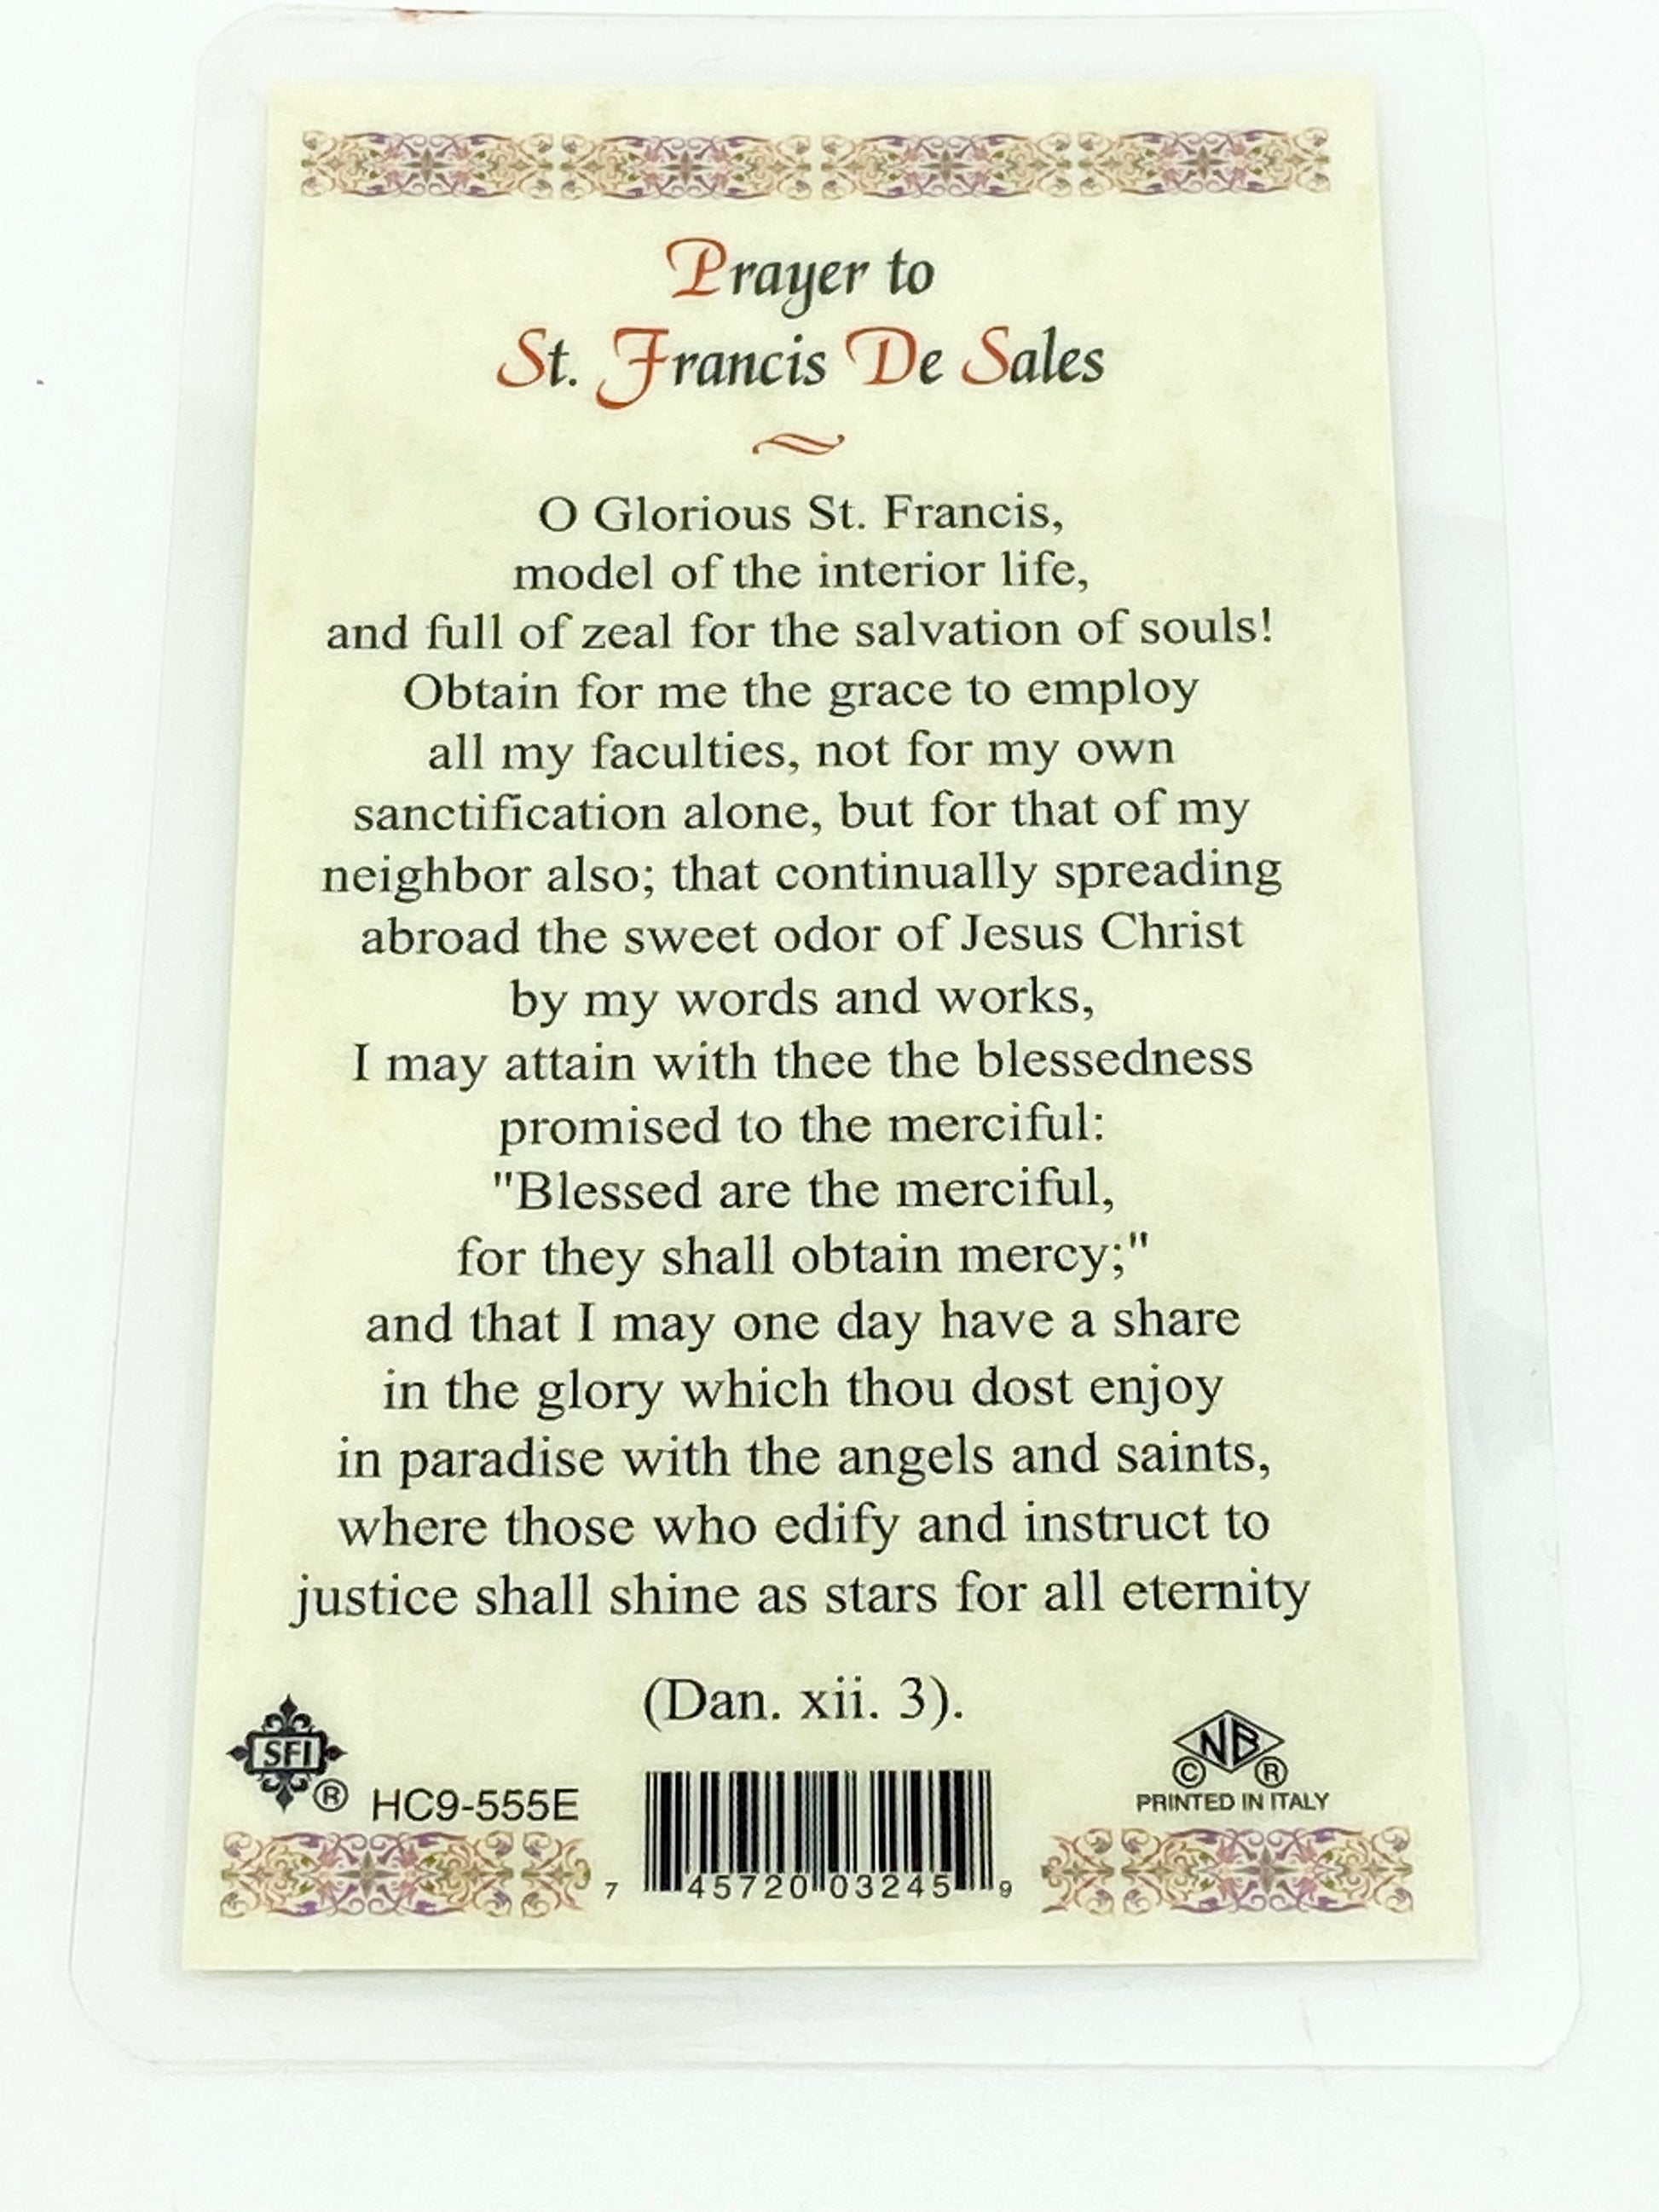 Prayer to
St. Francis De Sales
O Glorious St. Francis,
model of the interior life,
and full of zeal for the salvation of souls!
Obtain for me the grace to employ
all my faculties, not for my own
sanctification alone, but for that of my
neighbor also; that continually spreading
abroad the sweet odor of Jesus Christ
by my words and works,
I may attain with thee the blessedness
promised to the merciful:
"Blessed are the merciful,
for they shall obtain mercy;"
and that I may one day have a share
in the glory which thou dost enjoy
in paradise with the angels and saints,
where those who edify and instruct to
justice shall shine as stars for all eternity
(Dan. xii. 3).
SFI ® HC9-555E
7 45720 03245 9
NB
© ®
PRINTED IN ITALY